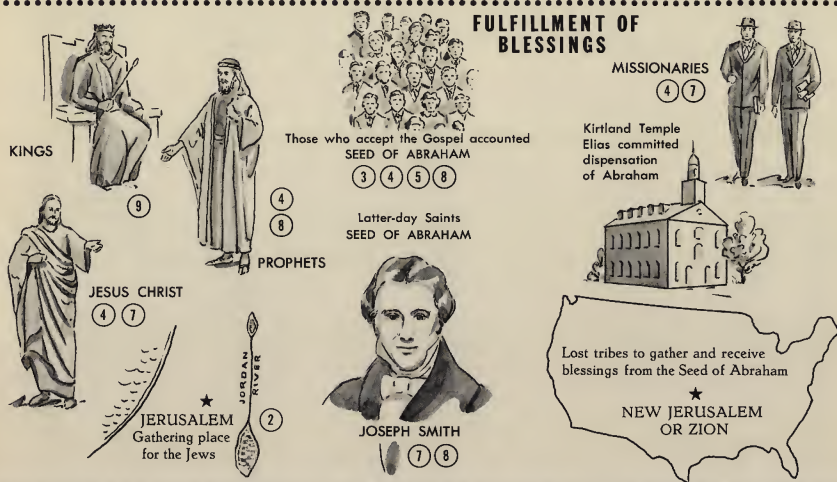 FULFILLMENT OF
BLESSINGS
KINGS
9
4
8
PROPHETS
JESUS CHRIST
4 7
JORDAN
RIVER
JERUSALEM
Gathering place
for the Jews
2
Those who accept the Gospel accounted
SEED OF ABRAHAM
3 4 5 8
Latter-day Saints
SEED OF ABRAHAM
JOSEPH SMITH
7 8
MISSIONARIES
4 7
Kirtland Temple
Elias committed
dispensation
of Abraham
Lost tribes to gather and receive
blessings from the Seed of Abraham
NEW JERUSALEM
OR ZION